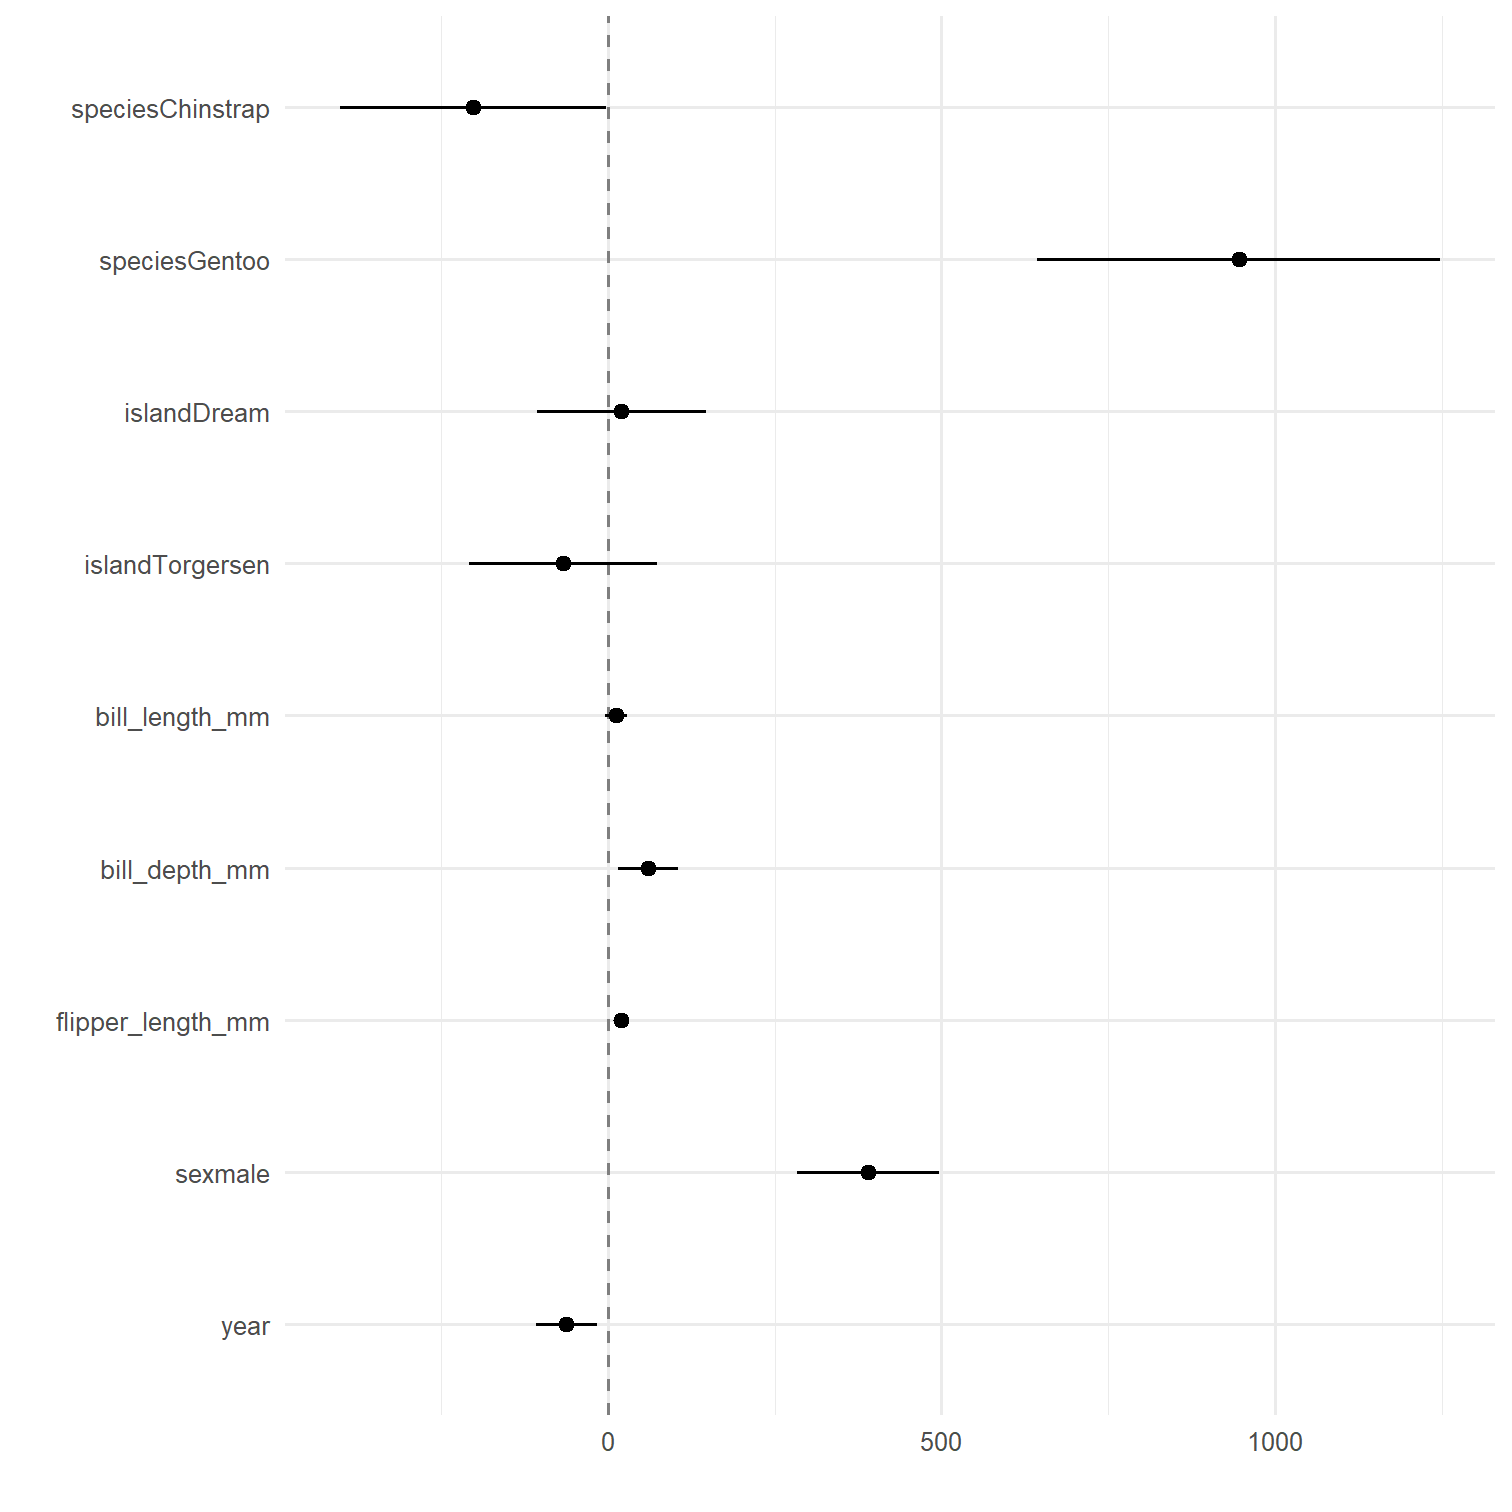 speciesChinstrap
speciesGentoo
islandDream
islandTorgersen
bill_length_mm
bill_depth_mm
flipper_length_mm
sexmale
year
0 500 1000